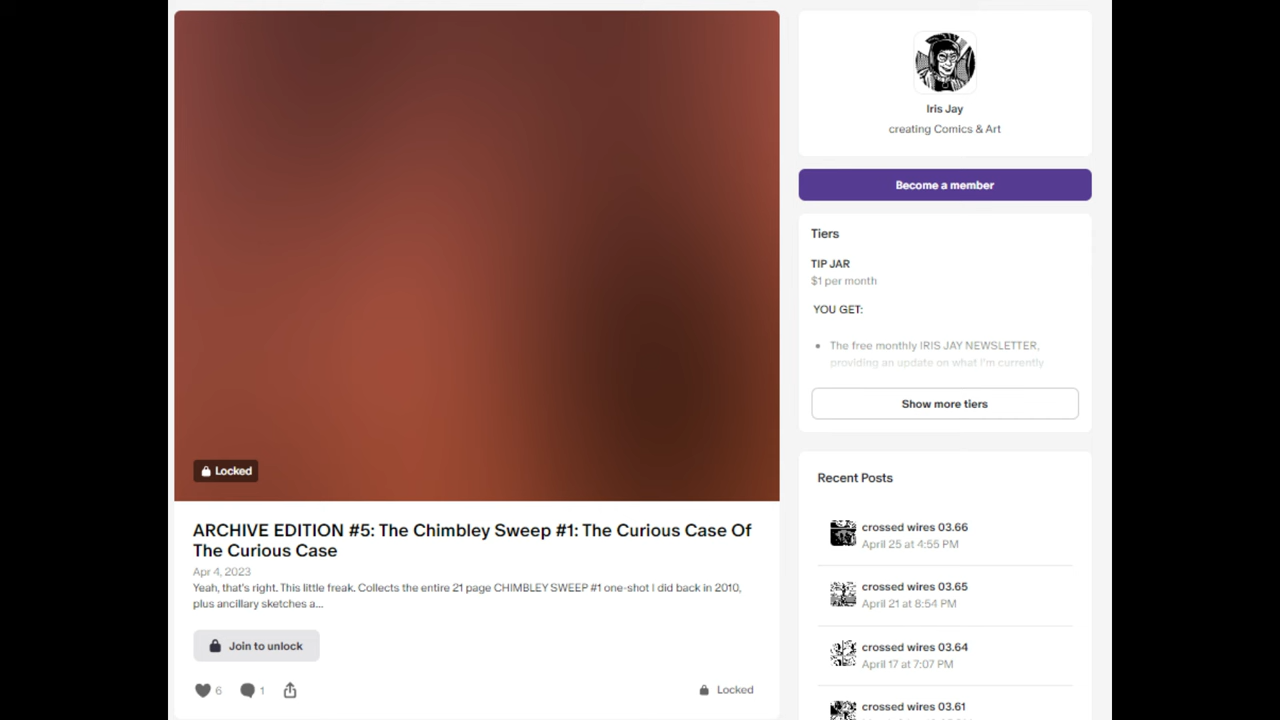 Locked
ARCHIVE EDITION #5: The Chimbley Sweep #1: The Curious Case Of
The Curious Case
Apr 4, 2023
Yeah, that's right. This little freak. Collects the entire 21 page CHIMBLEY SWEEP #1 one-shot I did back in 2010,
plus ancillary sketches a...
Join to unlock
6
1
Locked
Iris Jay
creating Comics & Art
Become a member
Tiers
TIP JAR
$1 per month
YOU GET:
• The free monthly IRIS JAY NEWSLETTER,
providing an update on what I'm currently
Show more tiers
Recent Posts
crossed wires 03.66
April 25 at 4:55 PM
crossed wires 03.65
April 21 at 8:54 PM
crossed wires 03.64
April 17 at 7:07 PM
crossed wires 03.61